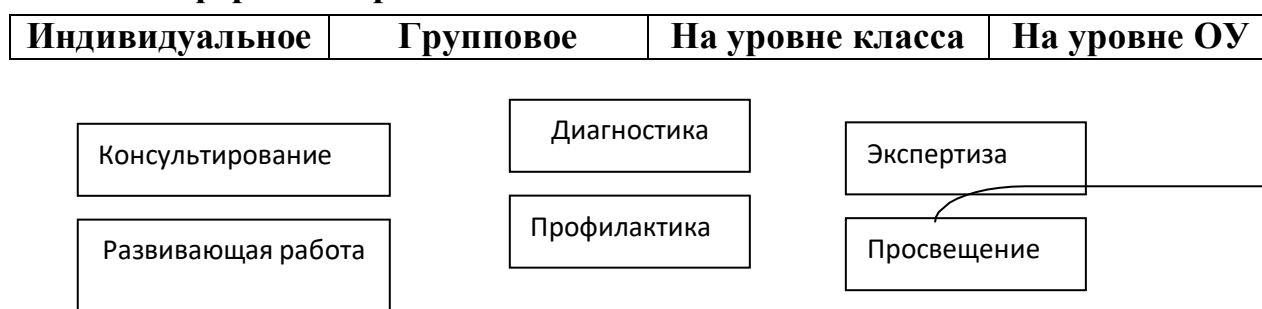 Индивидуальное Групповое На уровне класса На уровне ОУ
Диагностика
Консультирование Экспертиза
Профилактика
Развивающая работа Просвещение